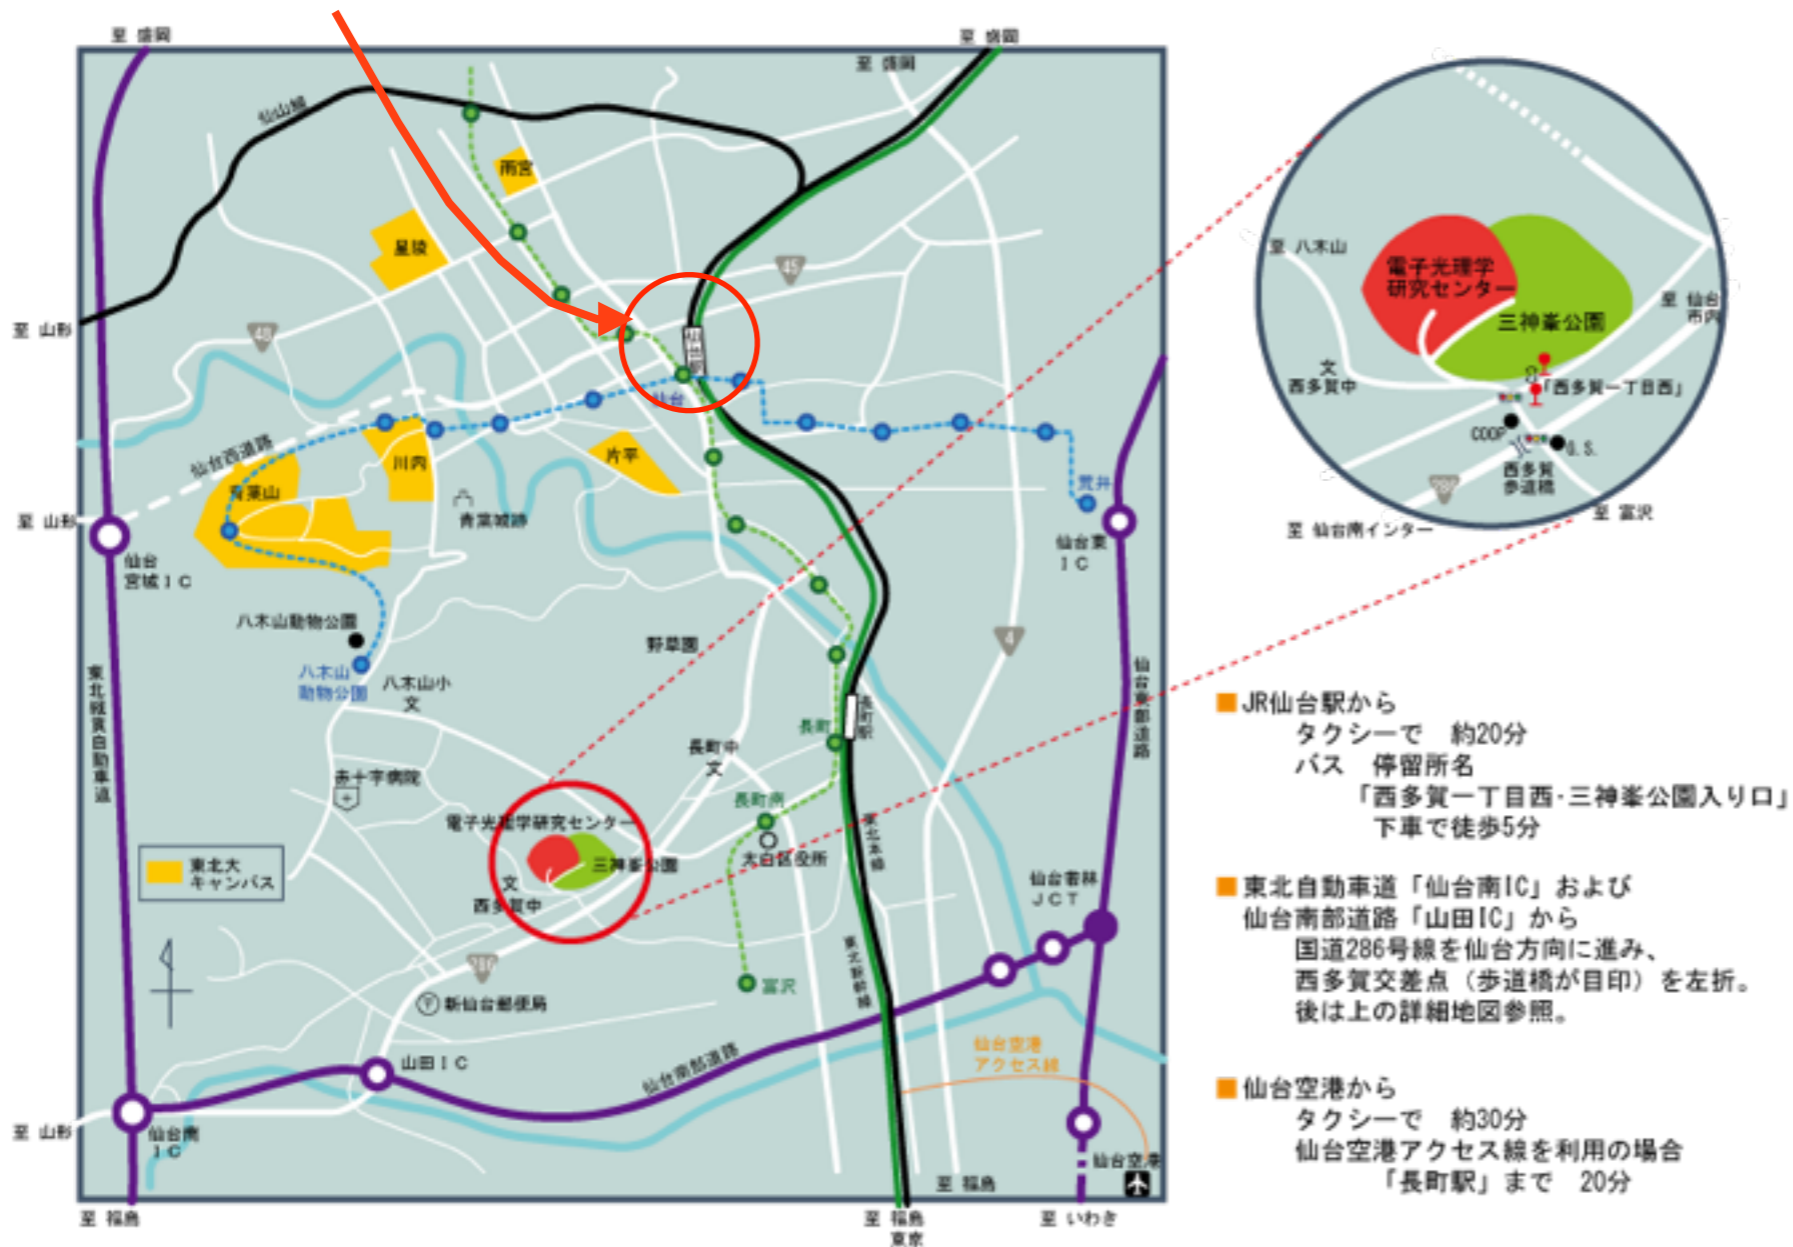 至 盛岡
至 盛岡
至 盛岡
仙山線
雨宮
星陵
45
48
至 山形
仙台駅
仙台
仙台西道路
川内
片平
青葉山
青葉城跡
荒井
至 山形
仙台
宮城IC
仙台東
IC
八木山動物公園
八木山
動物公園
野草園
4
八木山小
文
東北縦貫自動車道
仙台東部道路
長町
長町駅
長町中
文
赤十字病院
長町南
電子光理学研究センター
三神峯公園
太白区役所
東北本線
文
西多賀中
東北大
キャンパス
仙台若林
JCT
286
東北新幹線
富沢
新仙台郵便局
山田IC
仙台南部道路
仙台空港
アクセス線
至 山形
仙台南
IC
仙台空港
至 福島
至 福島
至 福島
東京
至 いわき
至 八木山
電子光理学
研究センター
三神峯公園
至 仙台
市内
文
西多賀中
「西多賀一丁目西」
COOP
G.S.
西多賀
歩道橋
286
至 仙台南インター
至 富沢
■JR仙台駅から
タクシーで 約20分
バス 停留所名
「西多賀一丁目西・三神峯公園入り口」
下車で徒歩5分
■東北自動車道「仙台南IC」および
仙台南部道路「山田IC」から
国道286号線を仙台方向に進み、
西多賀交差点（歩道橋が目印）を左折。
後は上の詳細地図参照。
■仙台空港から
タクシーで 約30分
仙台空港アクセス線を利用の場合
「長町駅」まで 20分